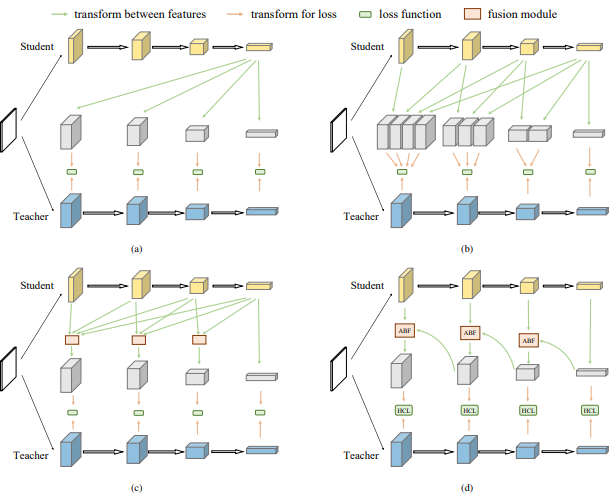 transform between features transform for loss loss function fusion module
Student Student
Teacher Teacher
(a) (b)
Student Student
ABF ABF ABF
HCL HCL HCL HCL
Teacher Teacher
(c) (d)